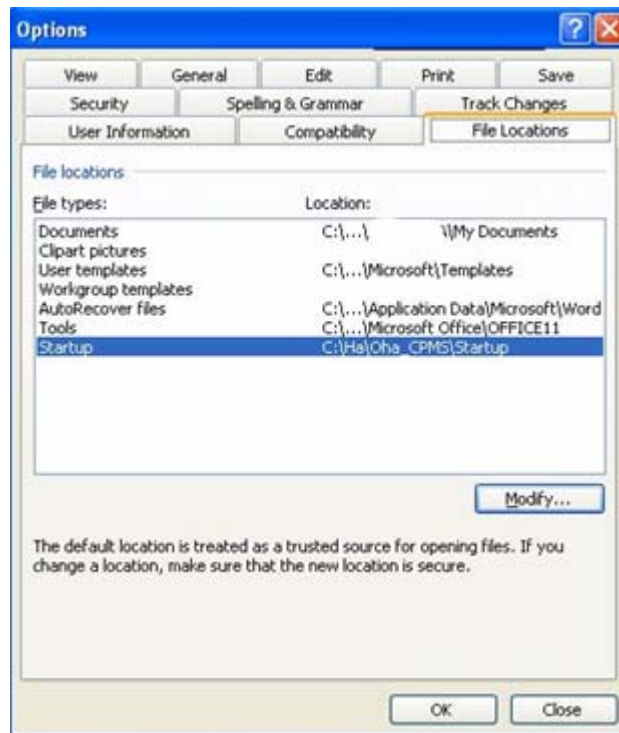 Options
View General Edit Print Save
Security Spelling & Grammar Track Changes
User Information Compatibility File Locations
File locations
File types: Location:
Documents C:\...\ \\My Documents
Clipart pictures
User templates C:\...\Microsoft\Templates
Workgroup templates
AutoRecover files C:\...\Application Data\Microsoft\Word
Tools C:\...\Microsoft Office\OFFICE11
Startup C:\Ha\Oha_CPMS\Startup
Modify...
The default location is treated as a trusted source for opening files. If you
change a location, make sure that the new location is secure.
OK Close